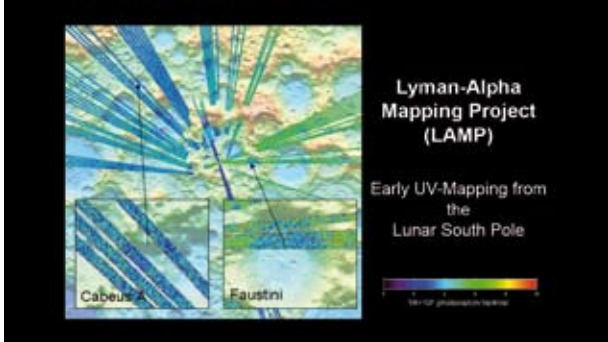 Lyman-Alpha
Mapping Project
(LAMP)
Early UV-Mapping from
the
Lunar South Pole
Cabeus A
Faustini